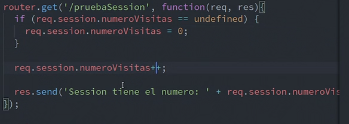 router.get('/pruebaSession', function(req, res){
if (req.session.numeroVisitas == undefined) {
req.session.numeroVisitas = 0;
}
req.session.numeroVisitas++;
res.send('Session tiene el numero: ' + req.session.numeroVis
});